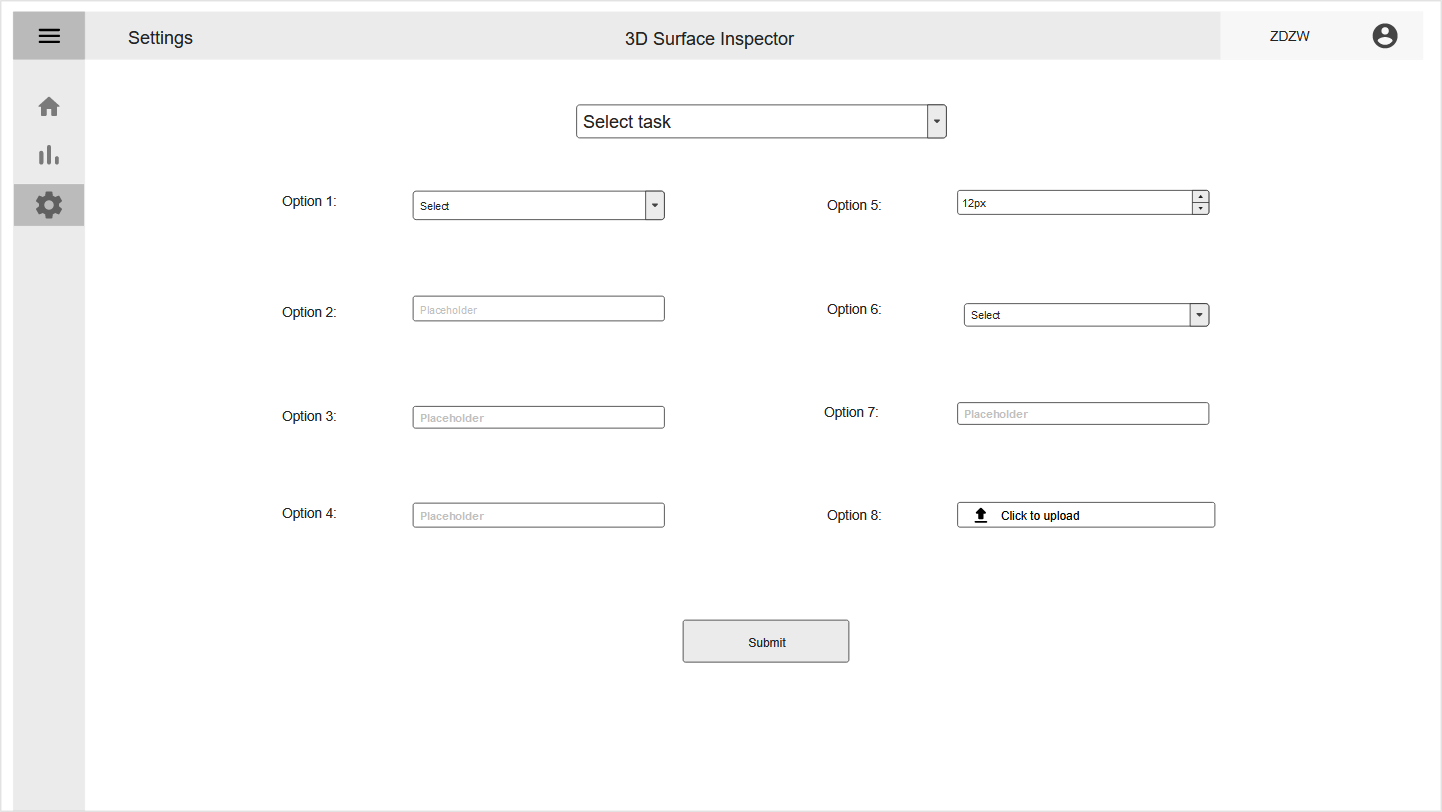 Settings
3D Surface Inspector
ZDZW
Select task
Option 1:
Select
Option 5:
12px
Option 2:
Placeholder
Option 6:
Select
Option 3:
Placeholder
Option 7:
Placeholder
Option 4:
Placeholder
Option 8:
Click to upload
Submit